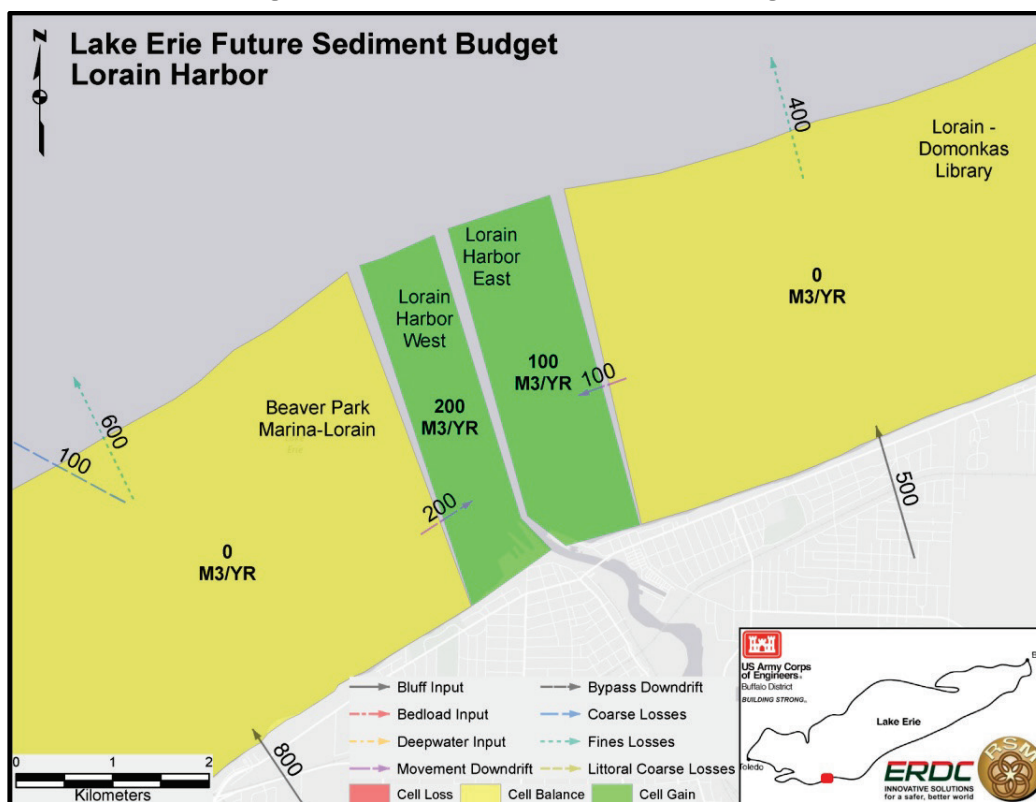 N
Lake Erie Future Sediment Budget
Lorain Harbor
400
Lorain -
Domonkas
Library
Lorain
Harbor
East
Lorain
Harbor
West
0
M3/YR
100
M3/YR
100
200
M3/YR
Beaver Park
Marina-Lorain
600
100
200
500
0
M3/YR
800
0 1 2
Kilometers
Bluff Input
Bypass Downdrift
Bedload Input
Coarse Losses
Deepwater Input
Fines Losses
Movement Downdrift
Littoral Coarse Losses
Cell Loss
Cell Balance
Cell Gain
US Army Corps
of Engineers
Buffalo District
BUILDING STRONG
Lake Erie
Toledo
ERDC
INNOVATIVE SOLUTIONS
for a safer, better world
RSM